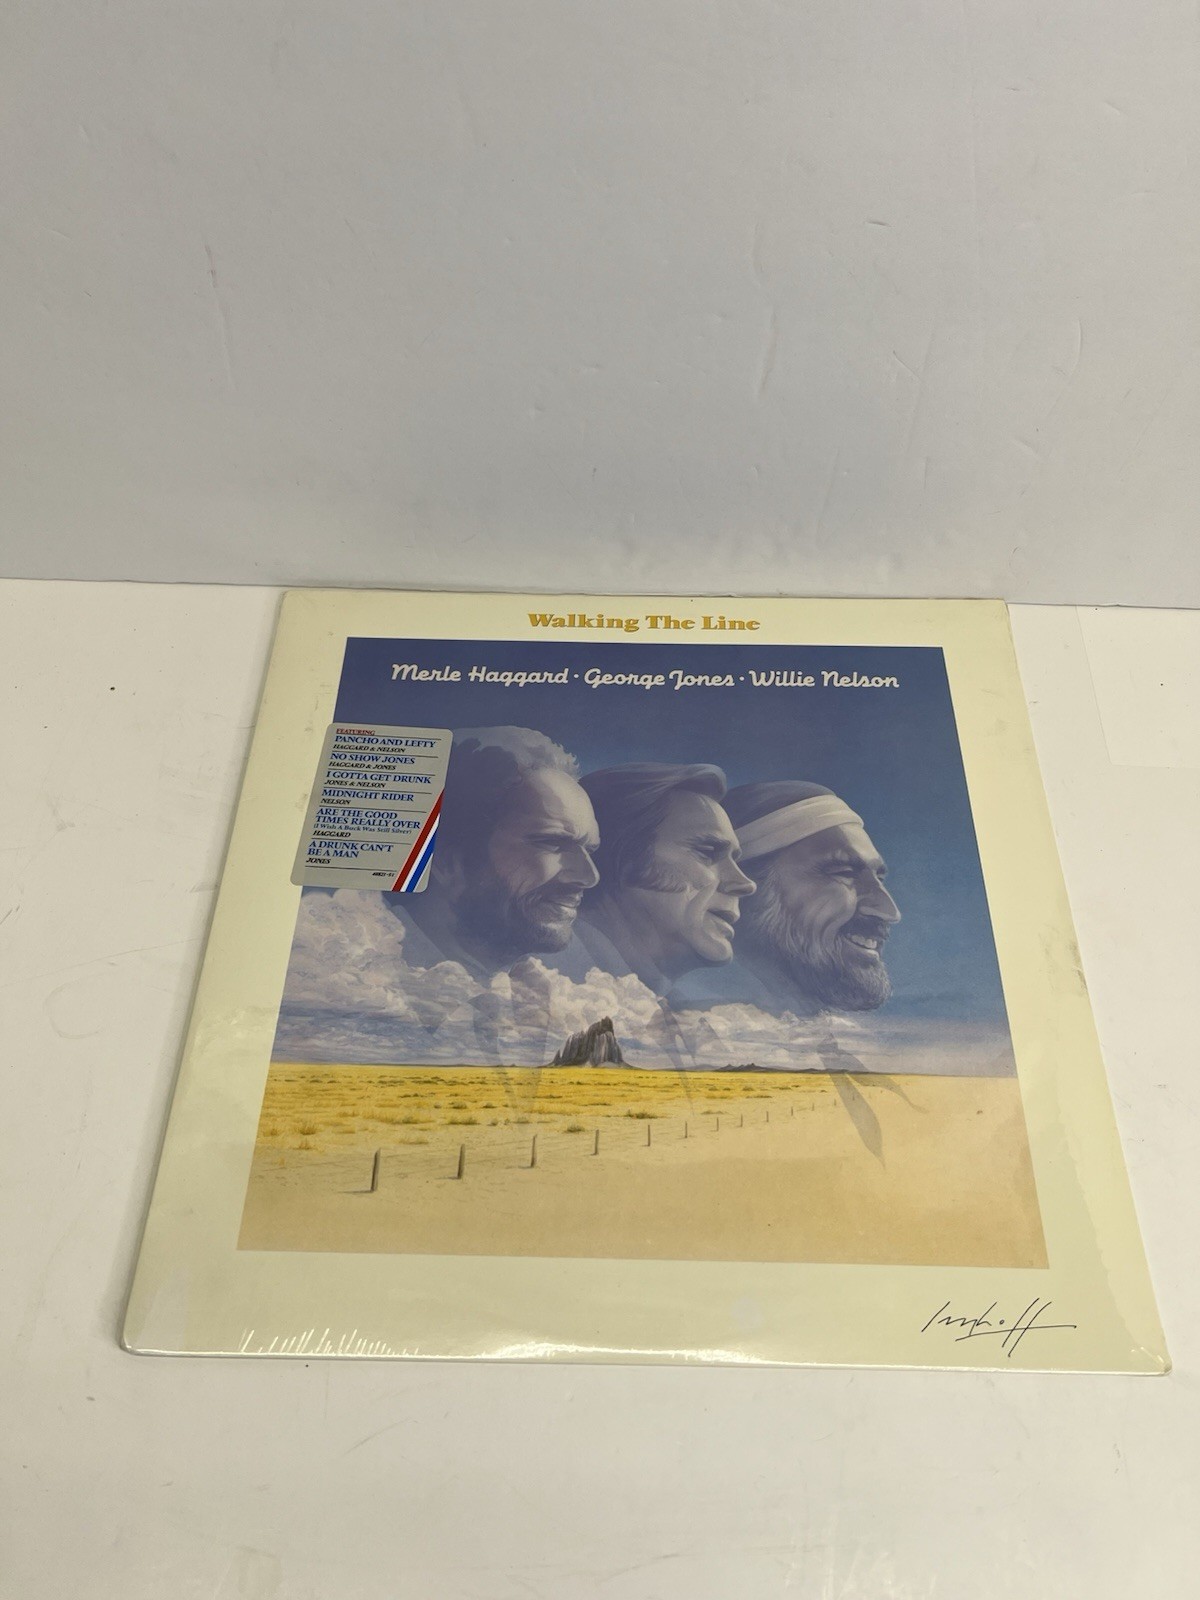 Walking The Line
Merle Haggard · George Jones · Willie Nelson
FEATURING
PANCHO AND LEFTY
HAGGARD & NELSON
NO SHOW JONES
HAGGARD & JONES
I GOTTA GET DRUNK
JONES & NELSON
MIDNIGHT RIDER
NELSON
ARE THE GOOD
TIMES REALLY OVER
(I Wish A Buck Was Still Silver)
HAGGARD
A DRUNK CAN'T
BE A MAN
JONES
Imhoff